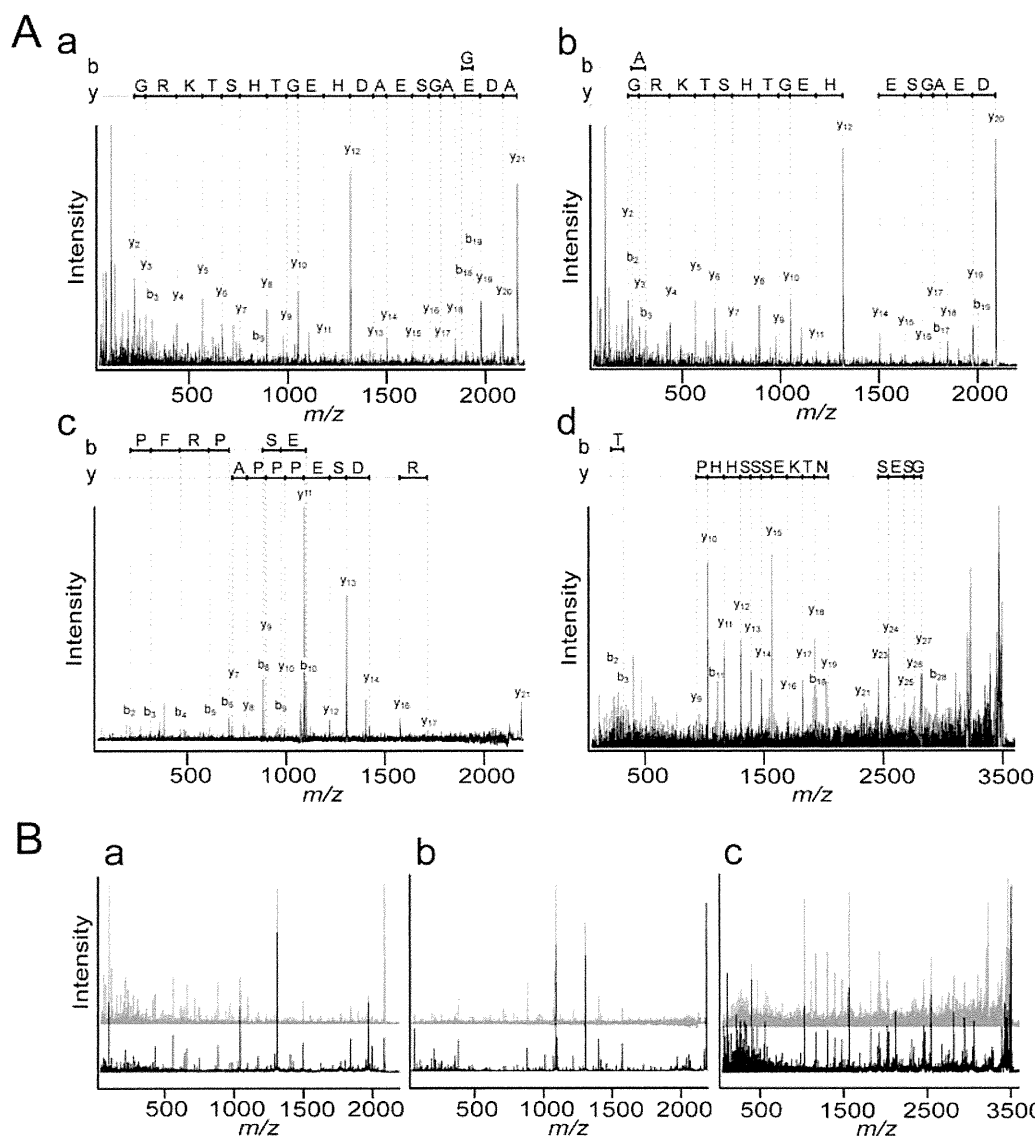 A
a
b
G
y
G R K T S H T G E H D A E S G A E D A
y12
y21
y2
y3
b3
y4
y5
y6
y7
y8
b9
y9
y10
y11
y13
y14
y15
y16
y17
y18
b18
b19
y19
y20
Intensity
500 1000 1500 2000
m/z
b
b
A
y
G R K T S H T G E H E S G A E D
y12
y20
y2
b2
y3
b3
y4
y5
y6
y7
y8
y9
y10
y11
y14
y15
y16
y17
y18
b17
y19
b19
Intensity
500 1000 1500 2000
m/z
c
b
P F R P S E
y
A P P P E S D R
y11
y13
y9
b2
b3
b4
b5
b6
y7
y8
b8
b9
y10
b10
y12
y14
y16
y17
y21
Intensity
500 1000 1500 2000
m/z
d
b
T
y
P H H S S S E K T N S E S G
y10
y15
b2
b3
y9
b11
y11
y12
y13
y14
y16
y17
y18
b18
y19
y21
y23
y24
y25
y26
y27
b28
Intensity
500 1500 2500 3500
m/z
B
a
b
c
Intensity
500 1000 1500 2000
m/z
500 1000 1500 2000
m/z
500 1500 2500 3500
m/z